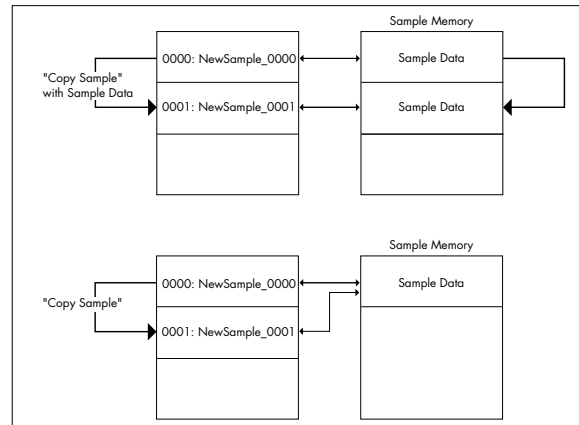 Sample Memory
0000: NewSample_0000
Sample Data
"Copy Sample"
with Sample Data
0001: NewSample_0001
Sample Data
Sample Memory
0000: NewSample_0000
Sample Data
"Copy Sample"
0001: NewSample_0001